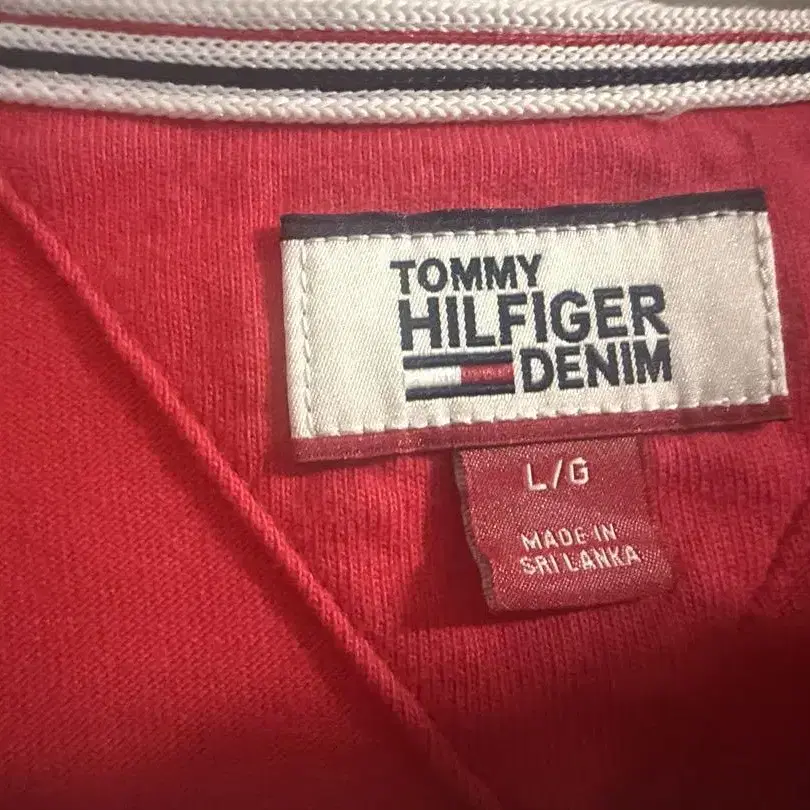 TOMMY
HILFIGER
DENIM
L/G
MADE IN
SRI LANKA